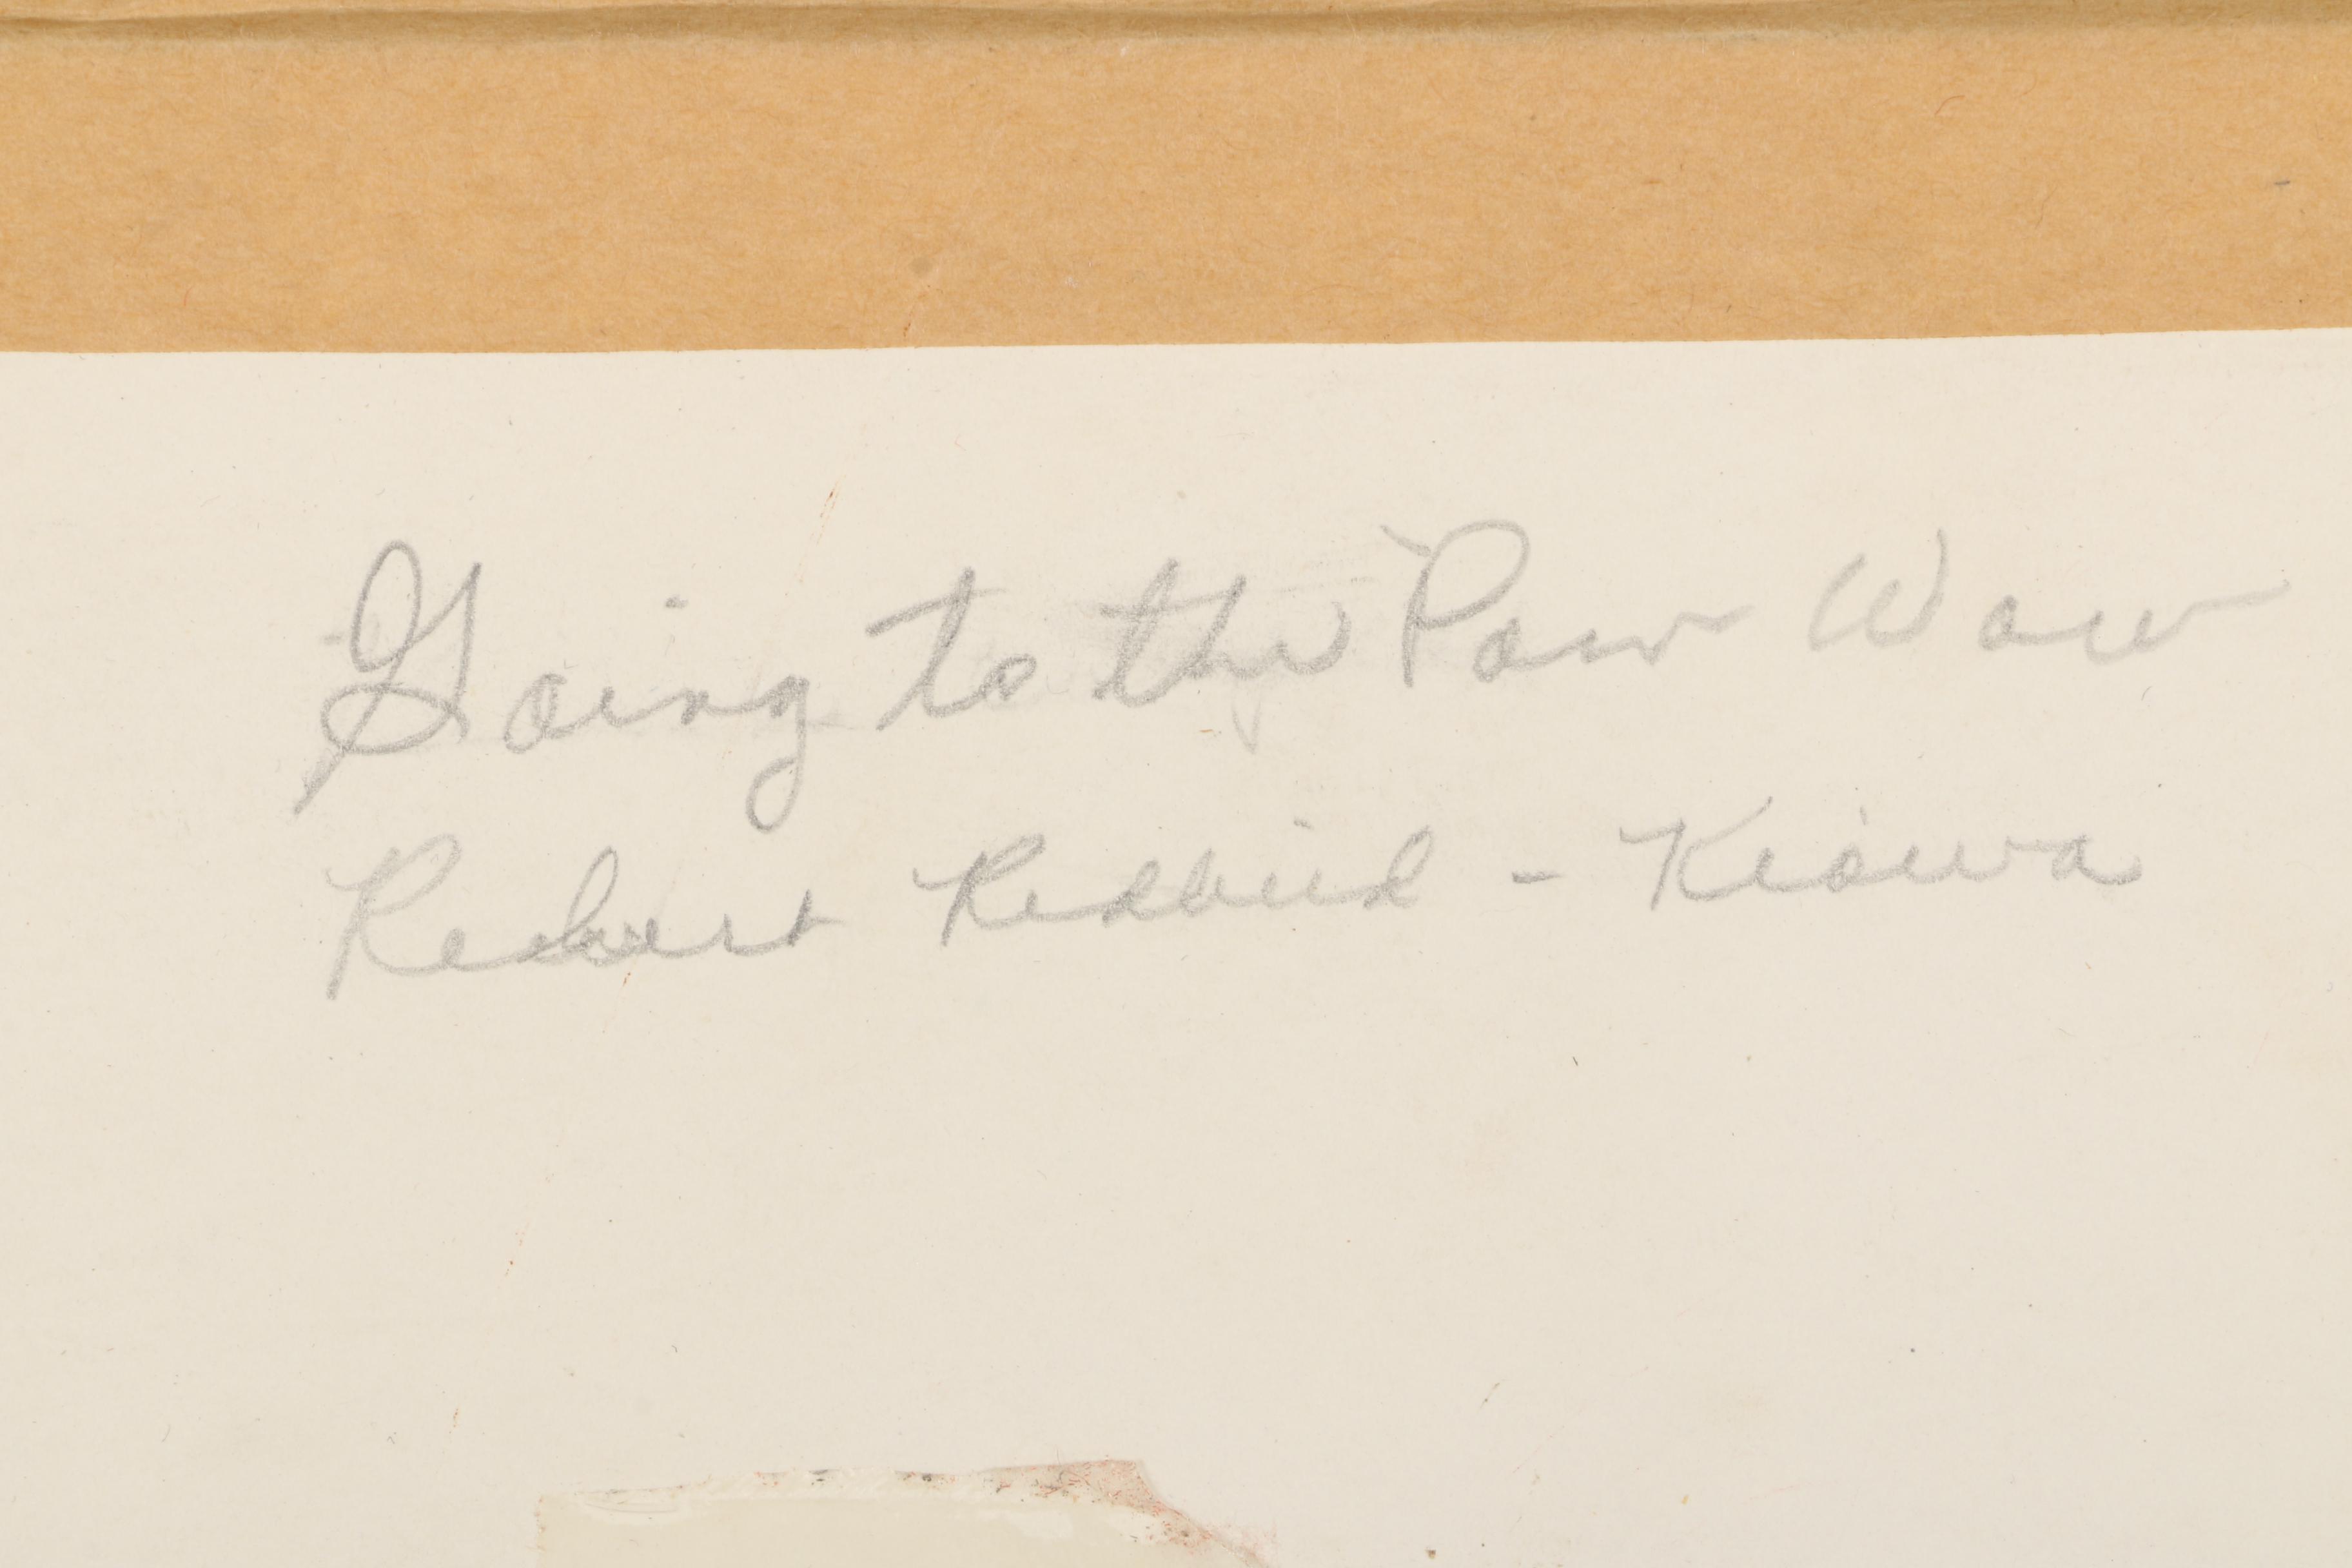 Going to the Pow Wow
Robert Redbird - Kiowa